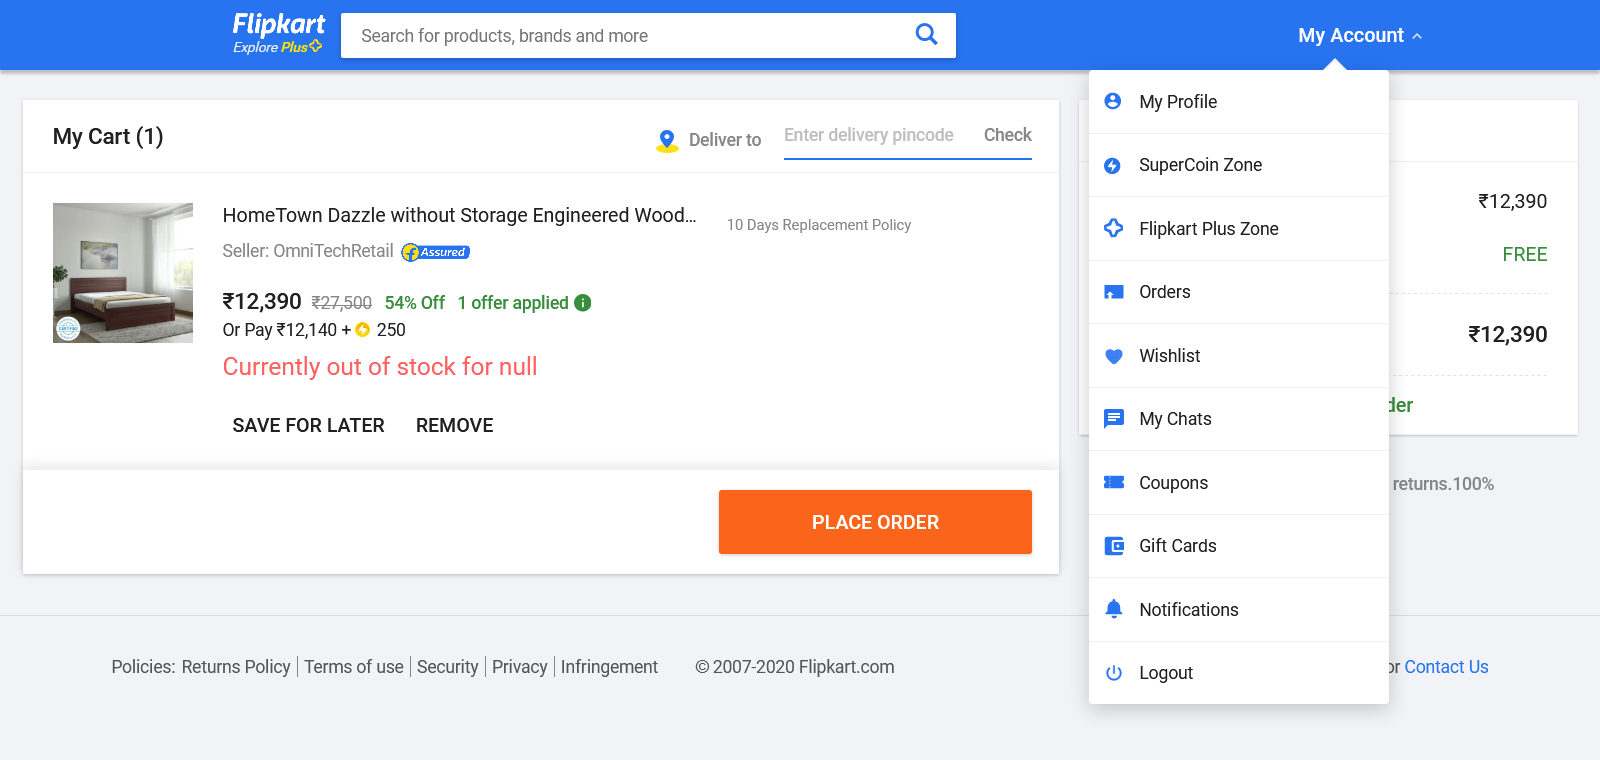 Flipkart
Explore Plus
Search for products, brands and more
My Account
My Cart (1)
Deliver to
Enter delivery pincode
Check
HomeTown Dazzle without Storage Engineered Wood...
10 Days Replacement Policy
Seller: OmniTechRetail
f Assured
₹12,390 ₹27,500 54% Off 1 offer applied
Or Pay ₹12,140 + 250
Currently out of stock for null
SAVE FOR LATER
REMOVE
PLACE ORDER
My Profile
SuperCoin Zone
Flipkart Plus Zone
Orders
Wishlist
My Chats
Coupons
Gift Cards
Notifications
Logout
₹12,390
FREE
₹12,390
der
returns.100%
Policies: Returns Policy | Terms of use | Security | Privacy | Infringement
© 2007-2020 Flipkart.com
or Contact Us